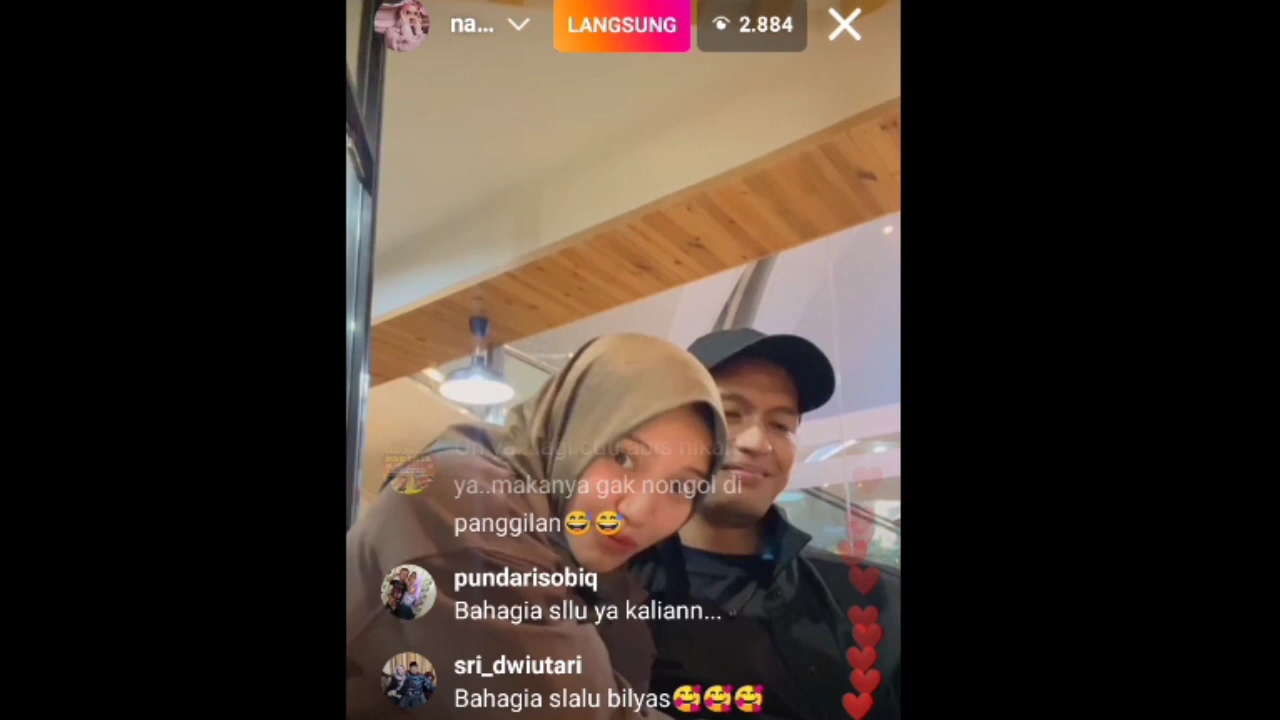 na...
LANGSUNG
2.884
ya..makanya gak nongol di
panggilan😅😅
pundarisobiq
Bahagia sllu ya kaliann...
sri_dwiutari
Bahagia slalu bilyas🥰🥰🥰